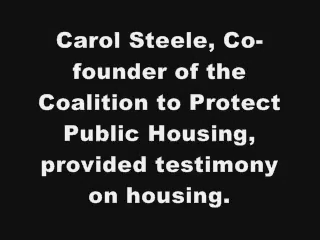 Carol Steele, Co-
founder of the
Coalition to Protect
Public Housing,
provided testimony
on housing.